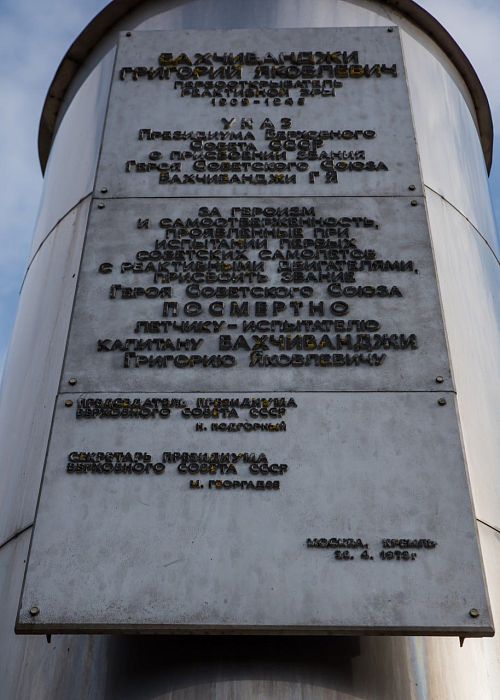 БАХЧИВАНДЖИ
ГРИГОРИЙ ЯКОВЛЕВИЧ
ПЕРВООТКРЫВАТЕЛЬ
РЕАКТИВНОЙ ЭРЫ
1909-1943
УКАЗ
Президиума Верховного
Совета СССР
о присвоении звания
Героя Советского Союза
Бахчиванджи Г Я
за героизм
и самоотверженность,
проявленные при
испытании первых
советских самолетов
с реактивными двигателями,
присвоить звание
Героя Советского Союза
ПОСМЕРТНО
летчику-испытателю
капитану БАХЧИВАНДЖИ
Григорию Яковлевичу
Председатель Президиума
Верховного Совета СССР
Н. Подгорный
Секретарь Президиума
Верховного Совета СССР
М. Георгадзе
Москва, Кремль
28. 4. 1973г